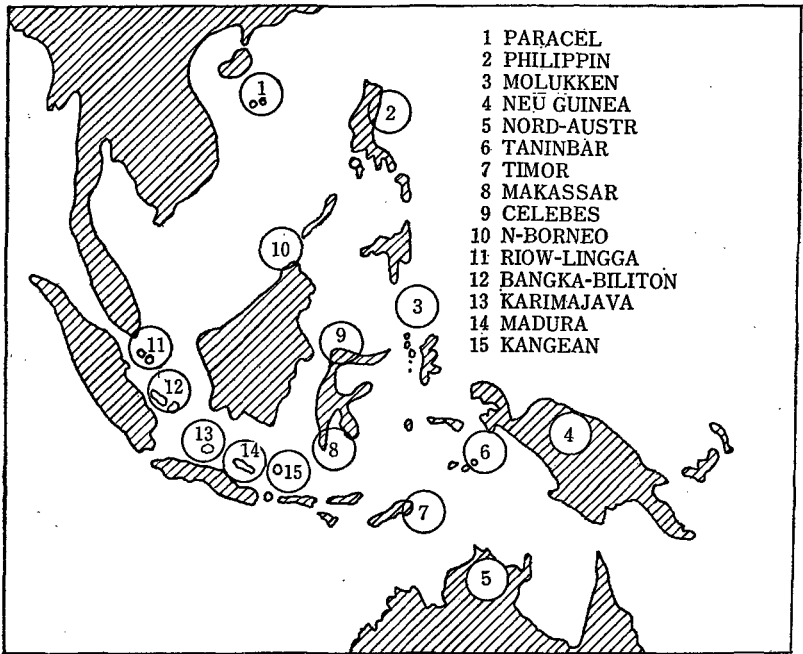 1 PARACEL
2 PHILIPPIN
3 MOLUKKEN
4 NEŪ GUINEA
5 NORD-AUSTR
6 TANINBAR
7 TIMOR
8 MAKASSAR
9 CELEBES
10 N-BORNEO
11 RIOW-LINGGA
12 BANGKA-BILITON
13 KARIMAJAVA
14 MADURA
15 KANGEAN
1
2
10
3
11
9
12
13
14
15
8
6
4
7
5